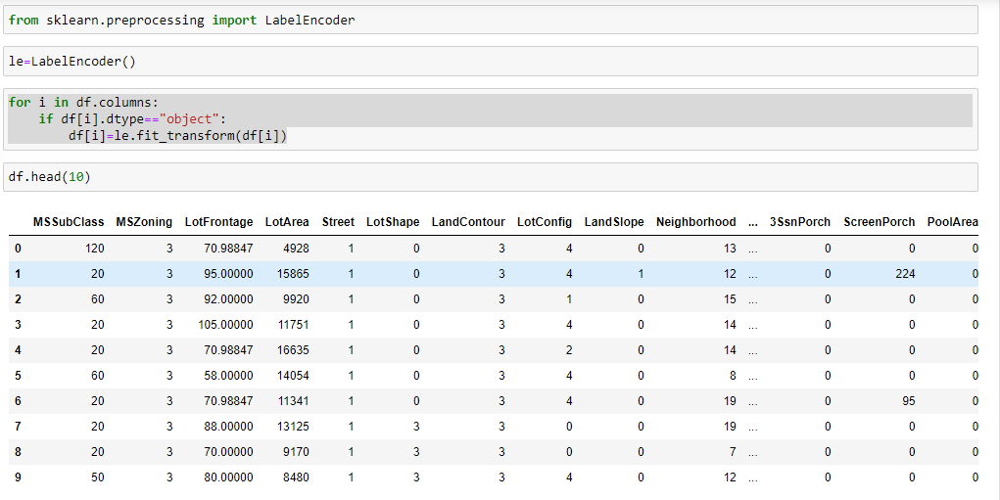 from sklearn.preprocessing import LabelEncoder
le=LabelEncoder()
for i in df.columns:
    if df[i].dtype=="object":
        df[i]=le.fit_transform(df[i])
df.head(10)
MSSubClass MSZoning LotFrontage LotArea Street LotShape LandContour LotConfig LandSlope Neighborhood ... 3SsnPorch ScreenPorch PoolArea
0 120 3 70.98847 4928 1 0 3 4 0 13 ... 0 0 0
1 20 3 95.00000 15865 1 0 3 4 1 12 ... 0 224 0
2 60 3 92.00000 9920 1 0 3 1 0 15 ... 0 0 0
3 20 3 105.00000 11751 1 0 3 4 0 14 ... 0 0 0
4 20 3 70.98847 16635 1 0 3 2 0 14 ... 0 0 0
5 60 3 58.00000 14054 1 0 3 4 0 8 ... 0 0 0
6 20 3 70.98847 11341 1 0 3 4 0 19 ... 0 95 0
7 20 3 88.00000 13125 1 3 3 0 0 19 ... 0 0 0
8 20 3 70.00000 9170 1 3 3 0 0 7 ... 0 0 0
9 50 3 80.00000 8480 1 3 3 4 0 12 ... 0 0 0